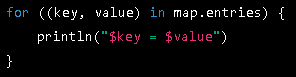 for ((key, value) in map.entries) {
    println("$key = $value")
}